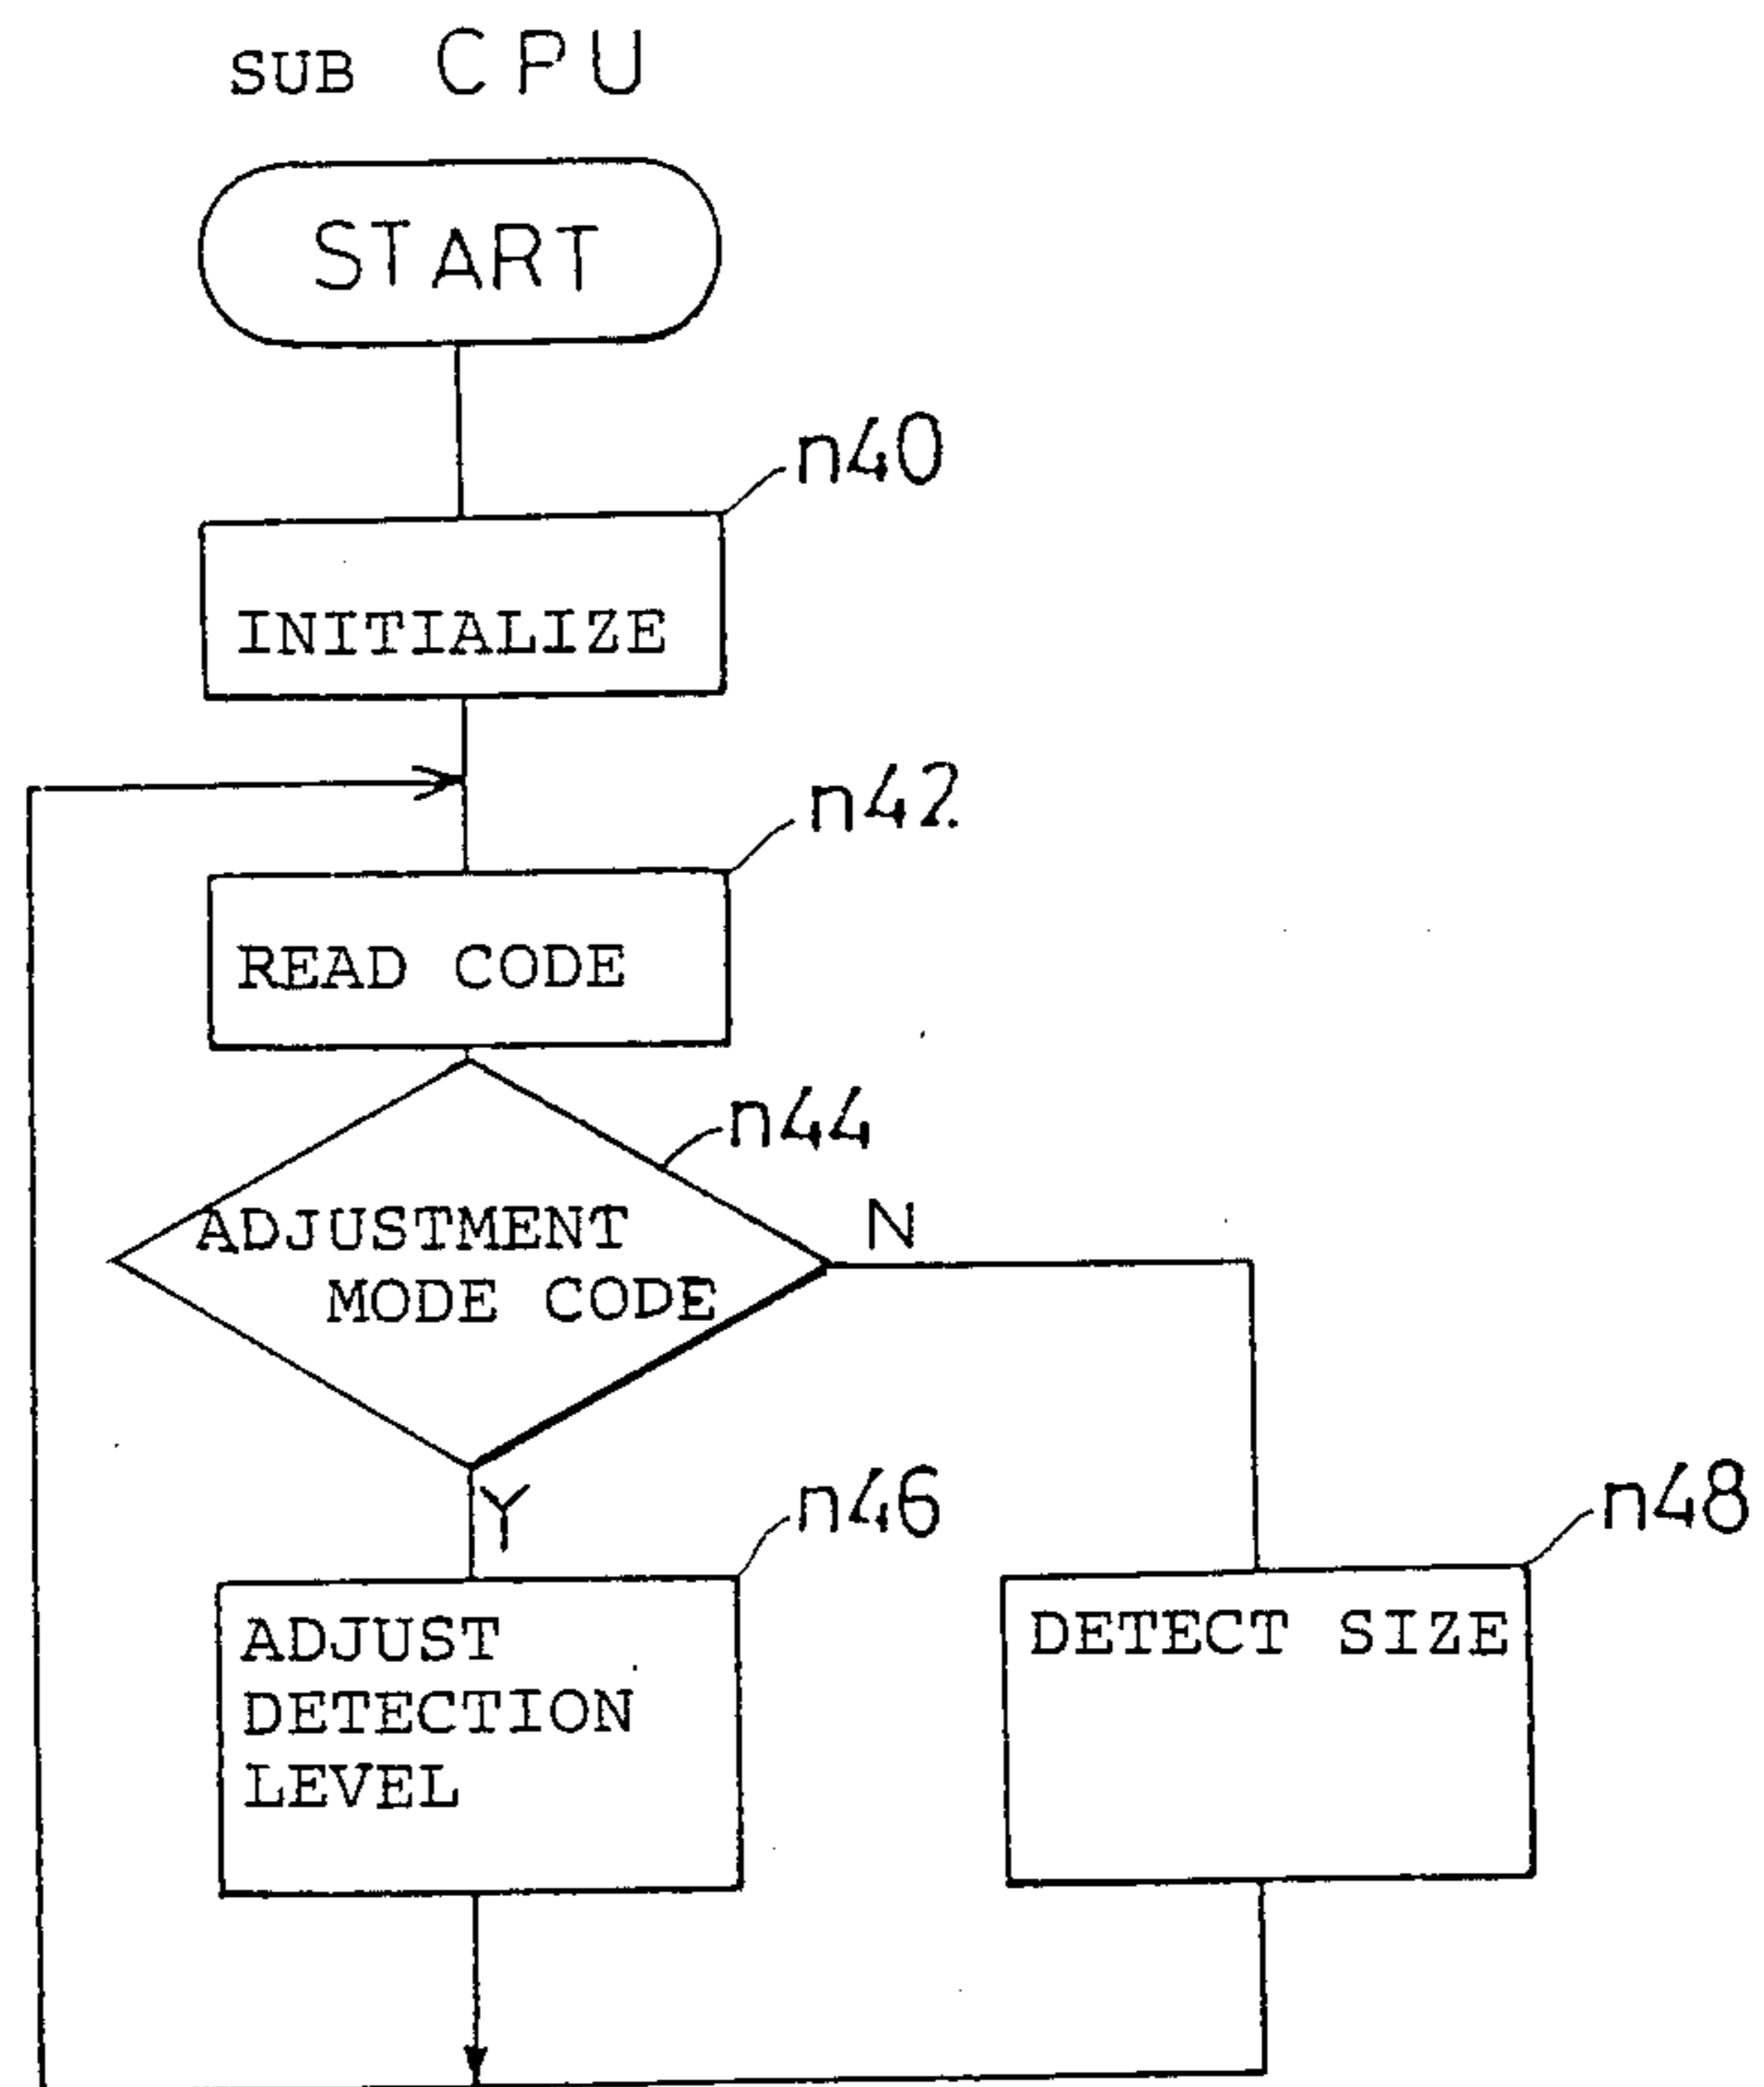 SUB CPU
START
n40
INITIALIZE
n42
READ CODE
n44
ADJUSTMENT
MODE CODE
N
Y
n46
ADJUST
DETECTION
LEVEL
n48
DETECT SIZE